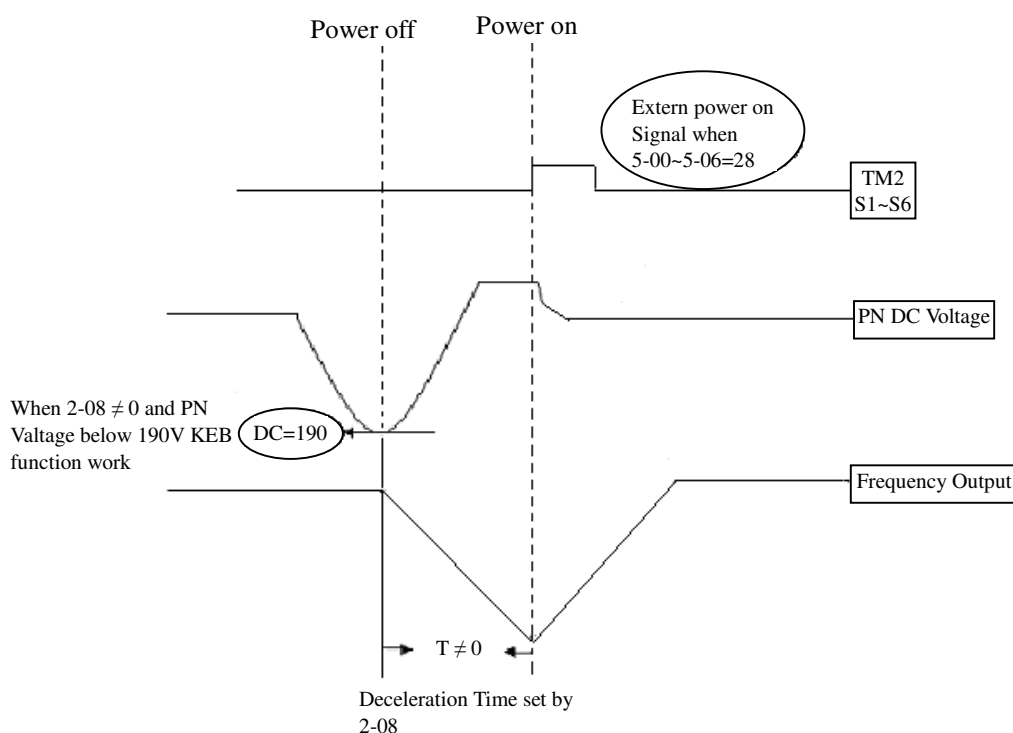 Power off
Power on
Extern power on
Signal when
5-00~5-06=28
TM2
S1~S6
PN DC Voltage
When 2-08 ≠ 0 and PN
Valtage below 190V KEB
function work
DC=190
Frequency Output
T ≠ 0
Deceleration Time set by
2-08